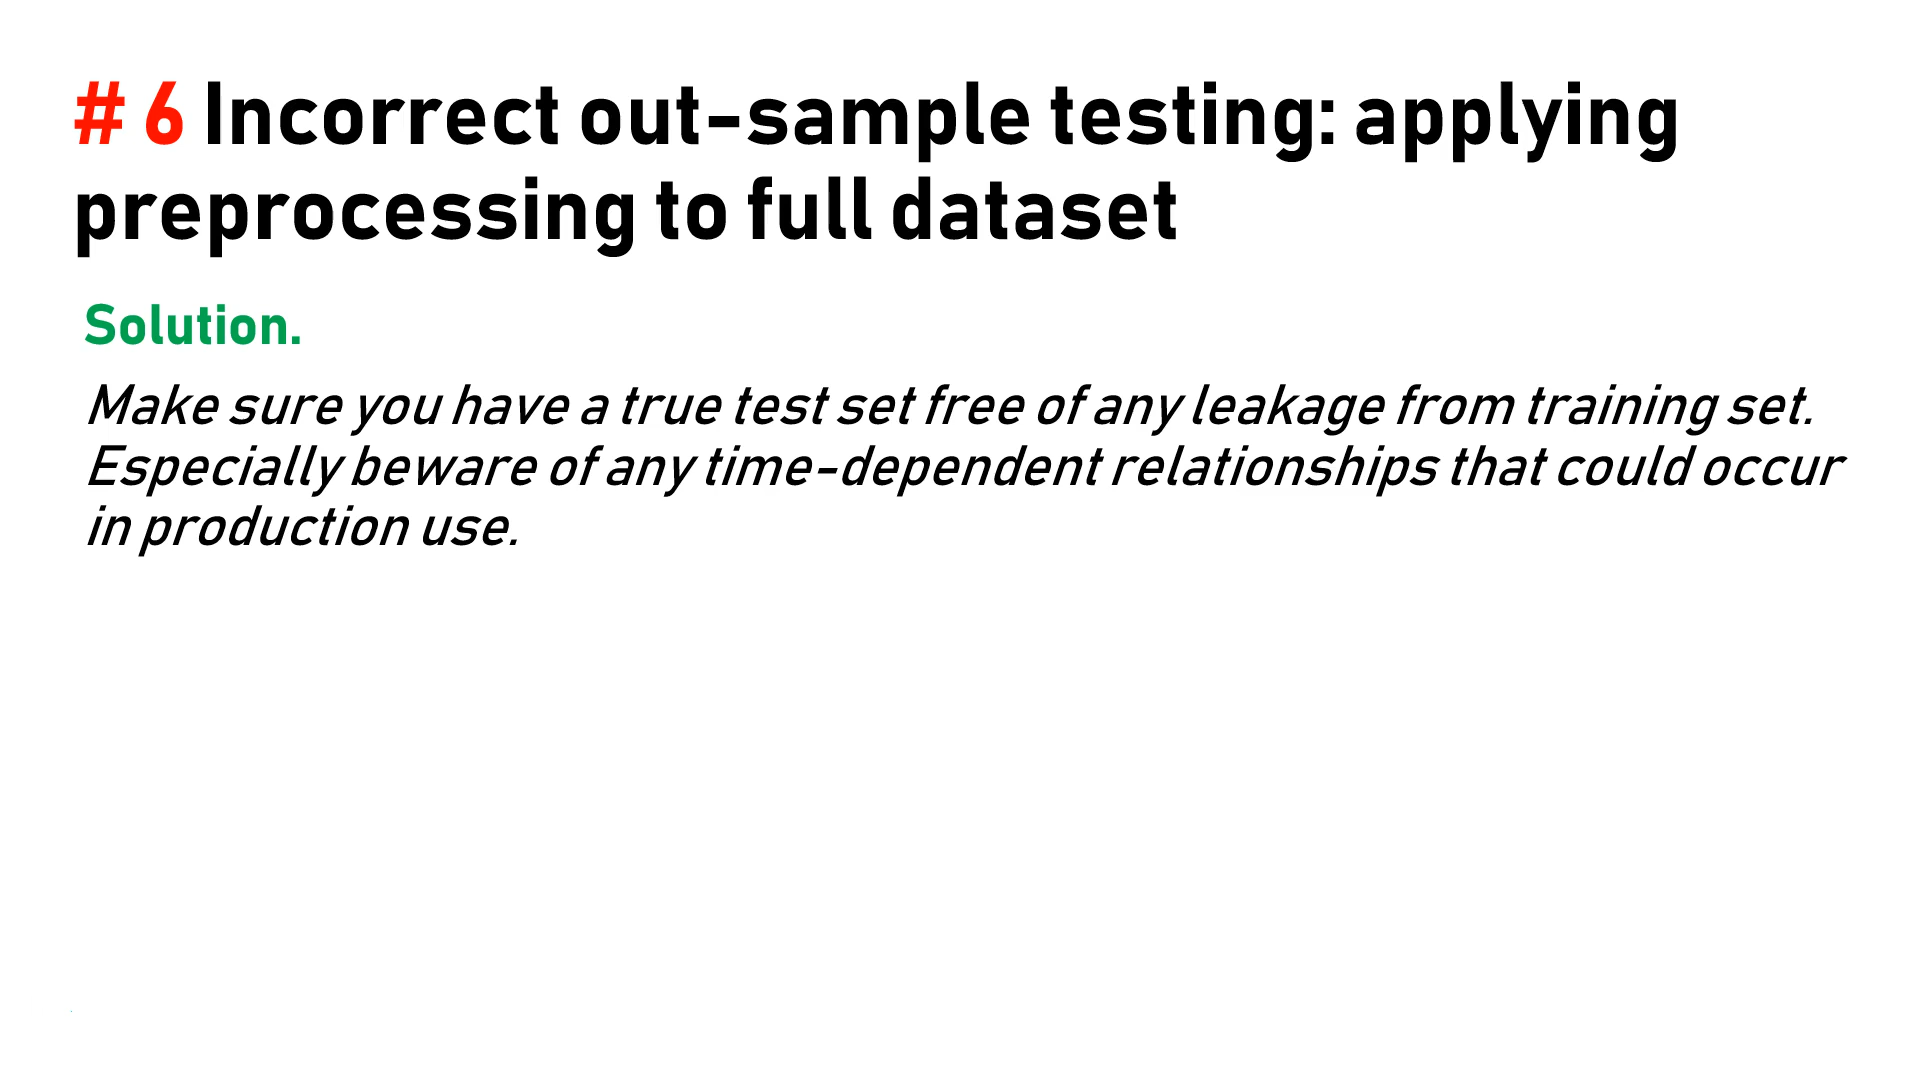 # 6 Incorrect out-sample testing: applying
preprocessing to full dataset
Solution.
Make sure you have a true test set free of any leakage from training set.
Especially beware of any time-dependent relationships that could occur
in production use.